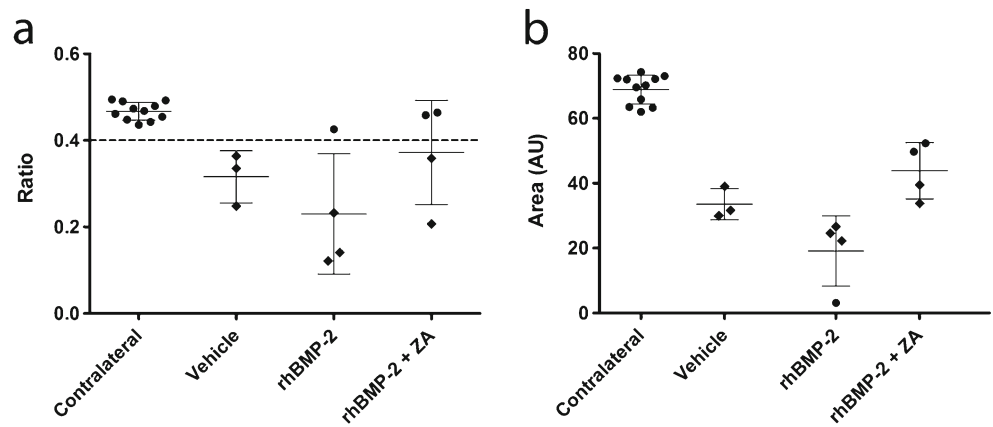 a
0.6
0.4
0.2
0.0
Ratio
Contralateral
Vehicle
rhBMP-2
rhBMP-2 + ZA
b
80
60
40
20
0
Area (AU)
Contralateral
Vehicle
rhBMP-2
rhBMP-2 + ZA